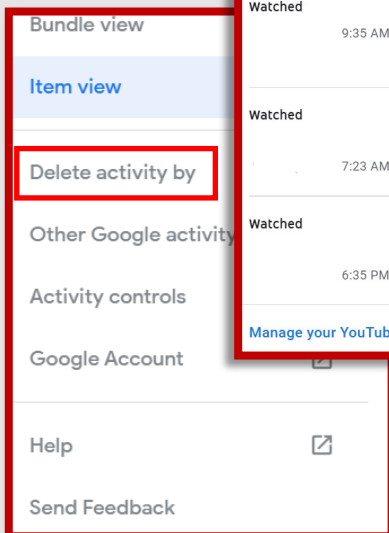 Bundle view
Item view
Delete activity by
Other Google activity
Activity controls
Google Account
Help
Send Feedback
Watched
9:35 AM
Watched
7:23 AM
Watched
6:35 PM
Manage your YouTub